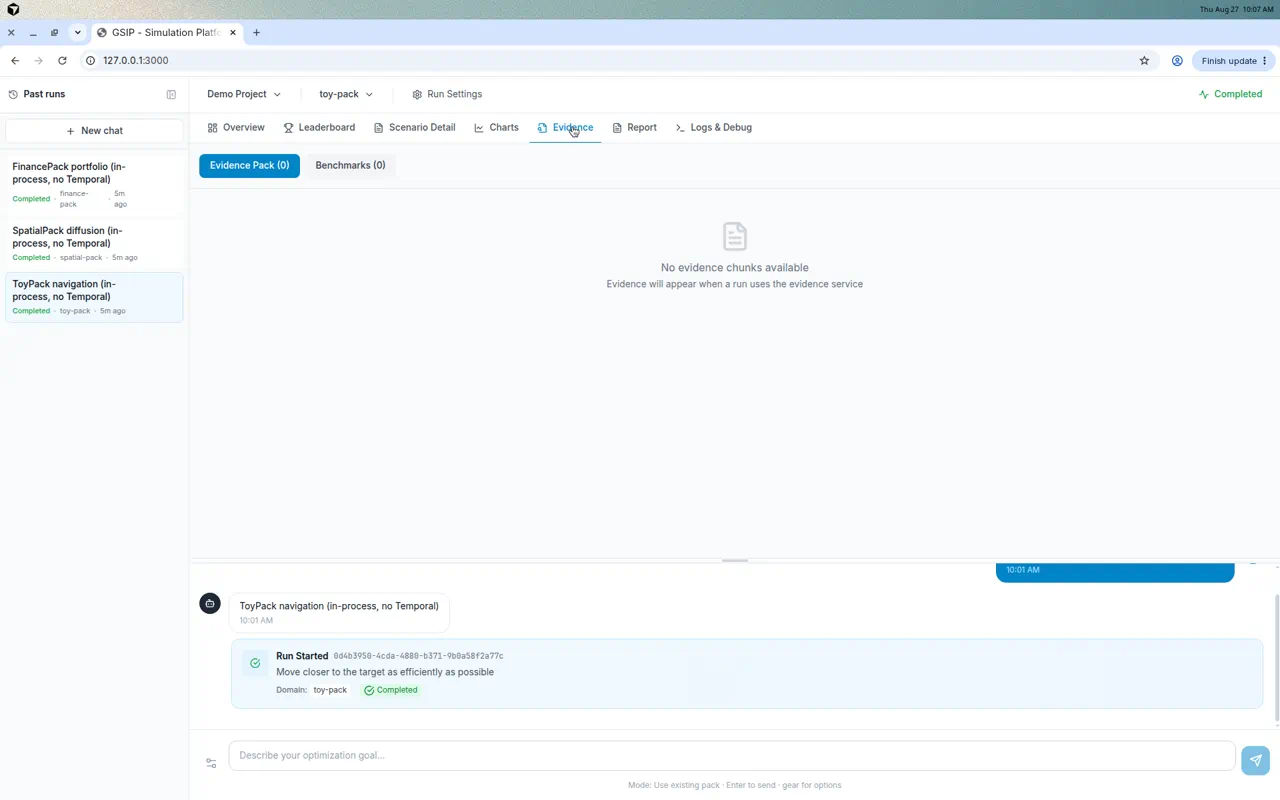 Thu Aug 27 10:07 AM
GSIP - Simulation Platfo
127.0.0.1:3000
Finish update
Past runs
Demo Project
toy-pack
Run Settings
Completed
New chat
Overview
Leaderboard
Scenario Detail
Charts
Evidence
Report
Logs & Debug
FinancePack portfolio (in-
process, no Temporal)
Completed · finance-
pack · 5m
ago
SpatialPack diffusion (in-
process, no Temporal)
Completed · spatial-pack · 5m ago
ToyPack navigation (in-
process, no Temporal)
Completed · toy-pack · 5m ago
Evidence Pack (0)
Benchmarks (0)
No evidence chunks available
Evidence will appear when a run uses the evidence service
10:01 AM
ToyPack navigation (in-process, no Temporal)
10:01 AM
Run Started 0d4b3950-4cda-4880-b371-9b0a58f2a77c
Move closer to the target as efficiently as possible
Domain: toy-pack Completed
Describe your optimization goal...
Mode: Use existing pack · Enter to send · gear for options